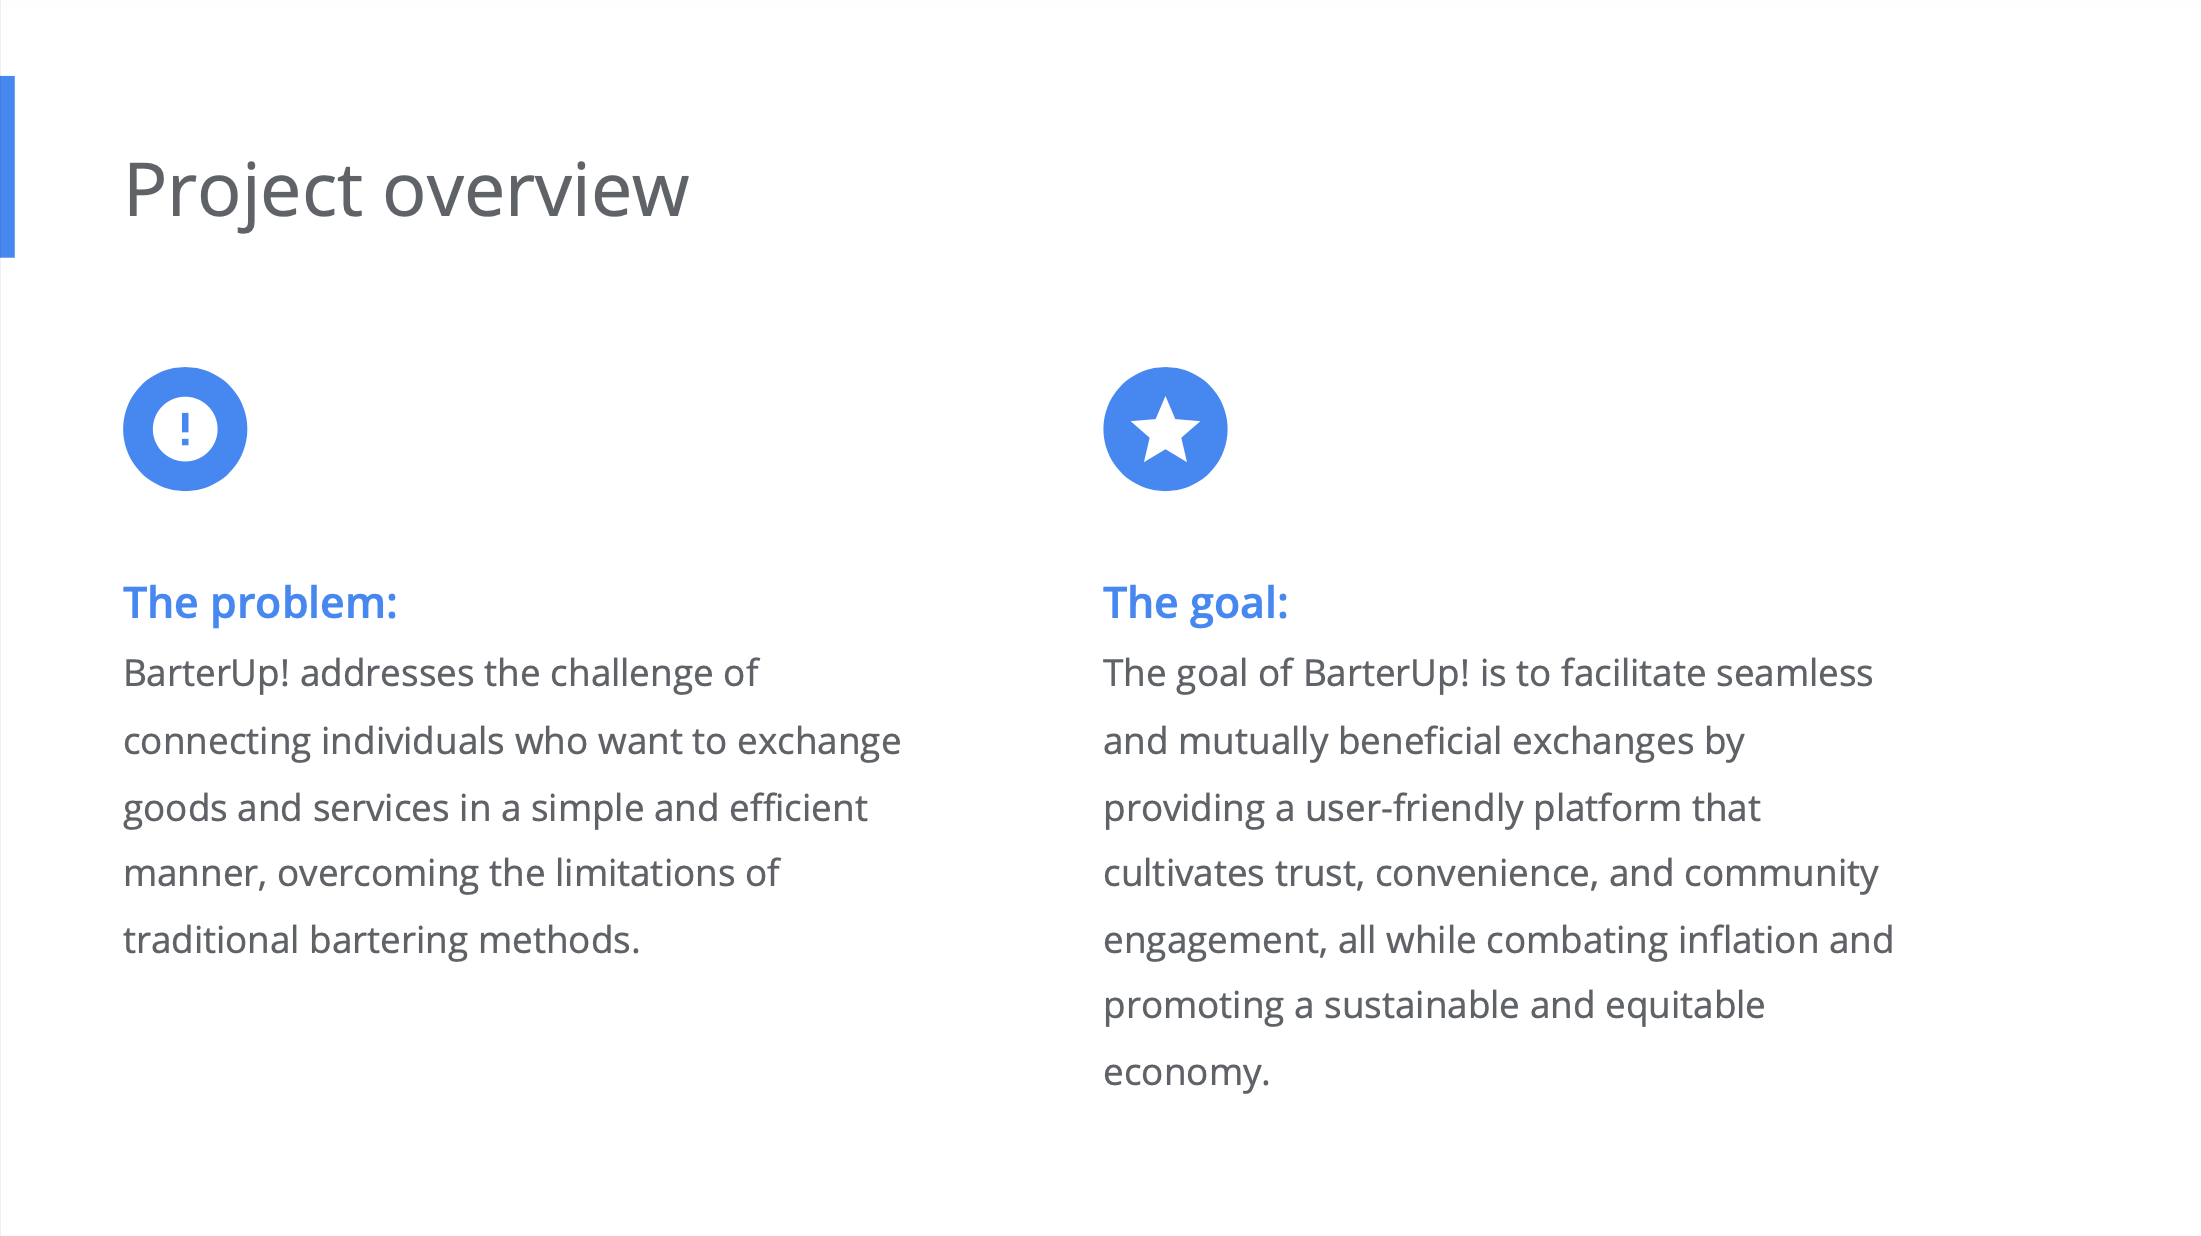 Project overview
The problem:
BarterUp! addresses the challenge of
connecting individuals who want to exchange
goods and services in a simple and efficient
manner, overcoming the limitations of
traditional bartering methods.
The goal:
The goal of BarterUp! is to facilitate seamless
and mutually beneficial exchanges by
providing a user-friendly platform that
cultivates trust, convenience, and community
engagement, all while combating inflation and
promoting a sustainable and equitable
economy.